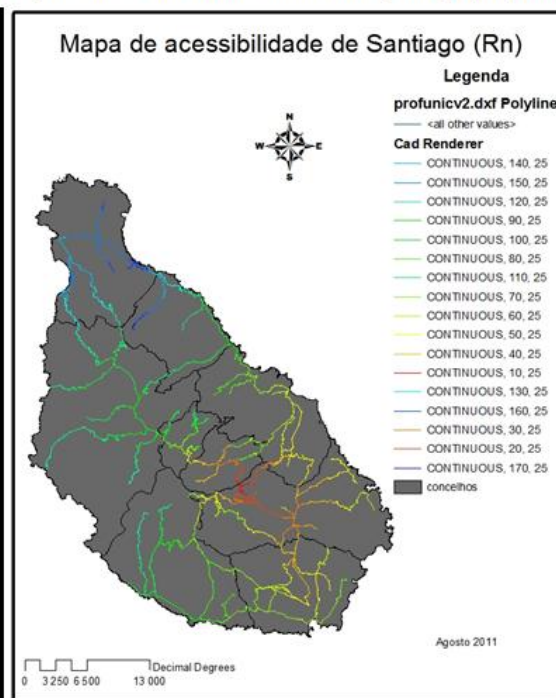 Mapa de acessibilidade de Santiago (Rn)
Legenda
profunicv2.dxf Polyline
<all other values>
Cad Renderer
CONTINUOUS, 140, 25
CONTINUOUS, 150, 25
CONTINUOUS, 120, 25
CONTINUOUS, 90, 25
CONTINUOUS, 100, 25
CONTINUOUS, 80, 25
CONTINUOUS, 110, 25
CONTINUOUS, 70, 25
CONTINUOUS, 60, 25
CONTINUOUS, 50, 25
CONTINUOUS, 40, 25
CONTINUOUS, 10, 25
CONTINUOUS, 130, 25
CONTINUOUS, 160, 25
CONTINUOUS, 30, 25
CONTINUOUS, 20, 25
CONTINUOUS, 170, 25
concelhos
N
W E
S
Agosto 2011
Decimal Degrees
0 3 250 6 500 13 000